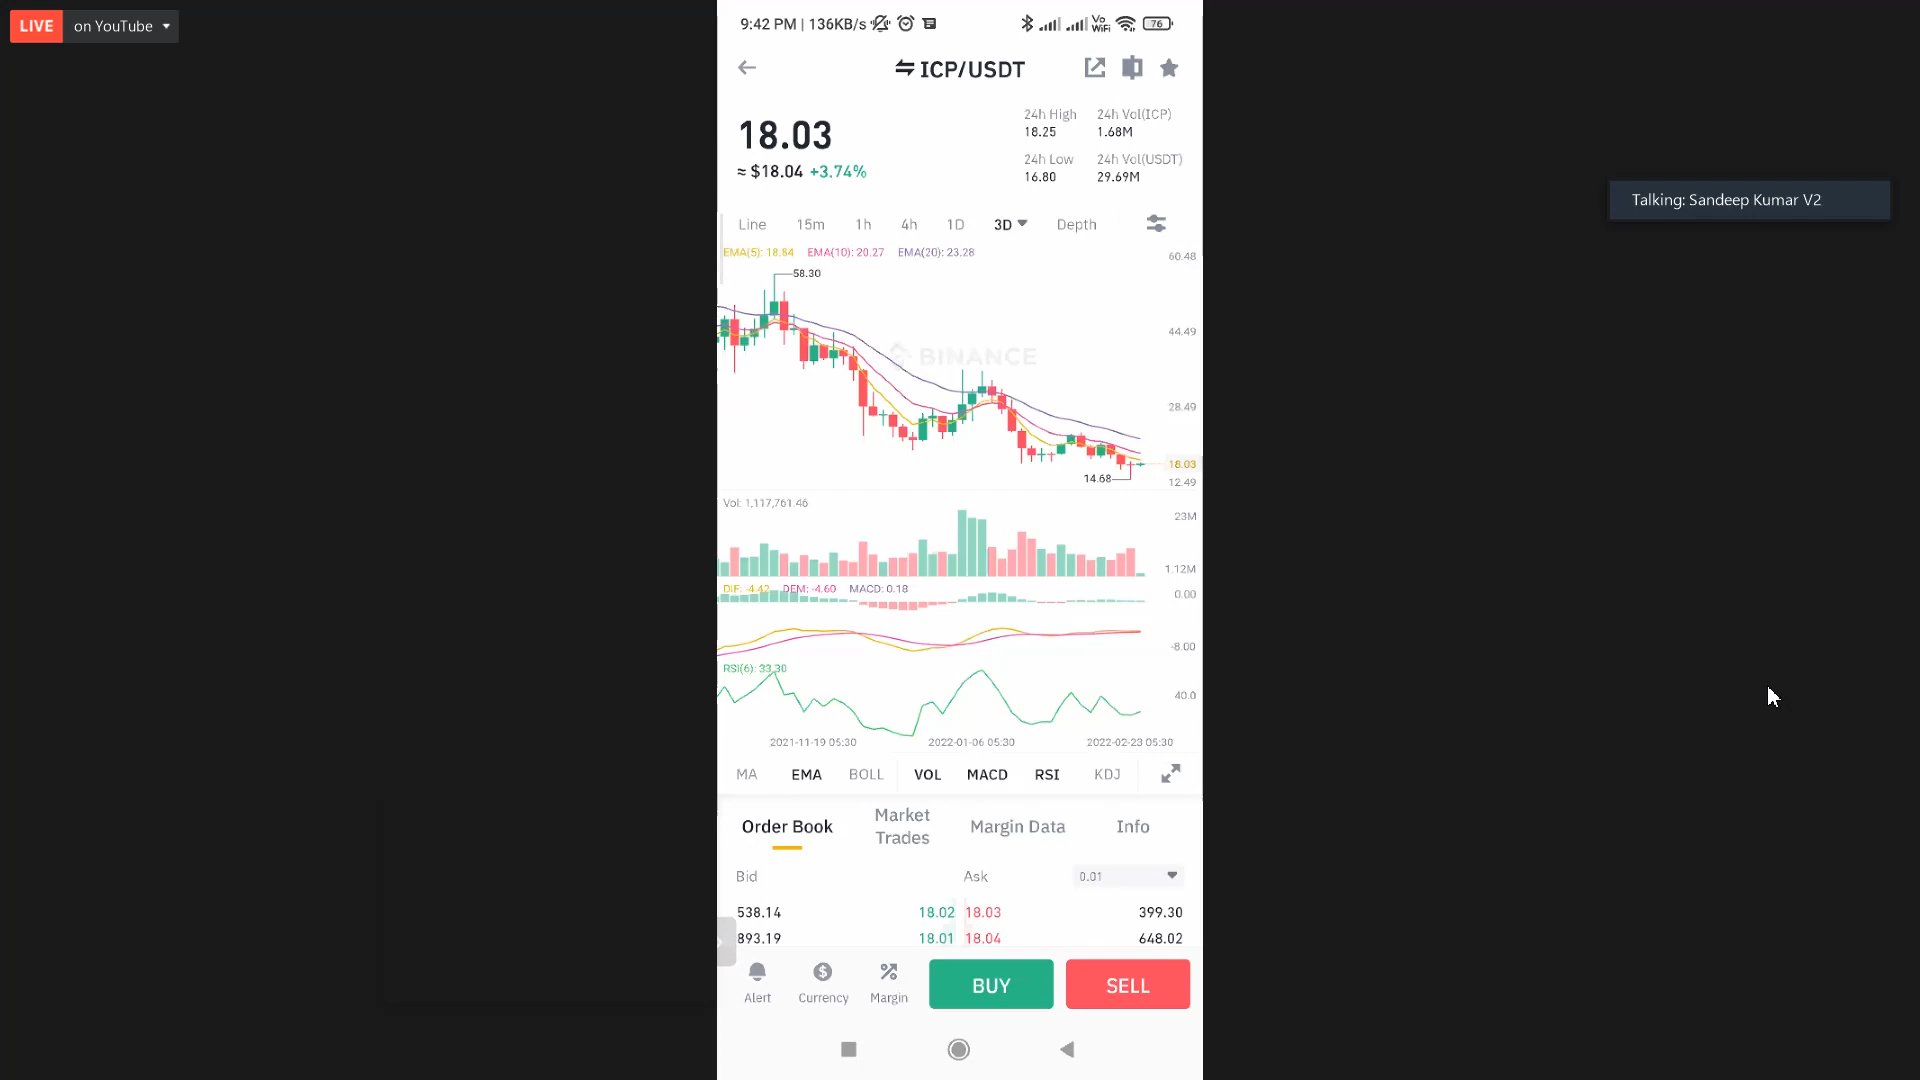 LIVE on YouTube
9:42 PM | 136KB/s Vo WiFi 76
ICP/USDT
24h High 24h Vol(ICP)
18.03 18.25 1.68M
24h Low 24h Vol(USDT)
≈ $18.04 +3.74% 16.80 29.69M
Talking: Sandeep Kumar V2
Line 15m 1h 4h 1D 3D Depth
EMA(5): 18.84 EMA(10): 20.27 EMA(20): 23.28
60.48
58.30
44.49
BINANCE
28.49
18.03
14.68
12.49
Vol: 1,117,761.46
23M
1.12M
DIF: -4.42 DEM: -4.60 MACD: 0.18
0.00
-8.00
RSI(6): 33.30
40.0
2021-11-19 05:30 2022-01-06 05:30 2022-02-23 05:30
MA EMA BOLL VOL MACD RSI KDJ
Order Book Market Trades Margin Data Info
Bid Ask 0.01
538.14 18.02 18.03 399.30
893.19 18.01 18.04 648.02
Alert Currency Margin BUY SELL